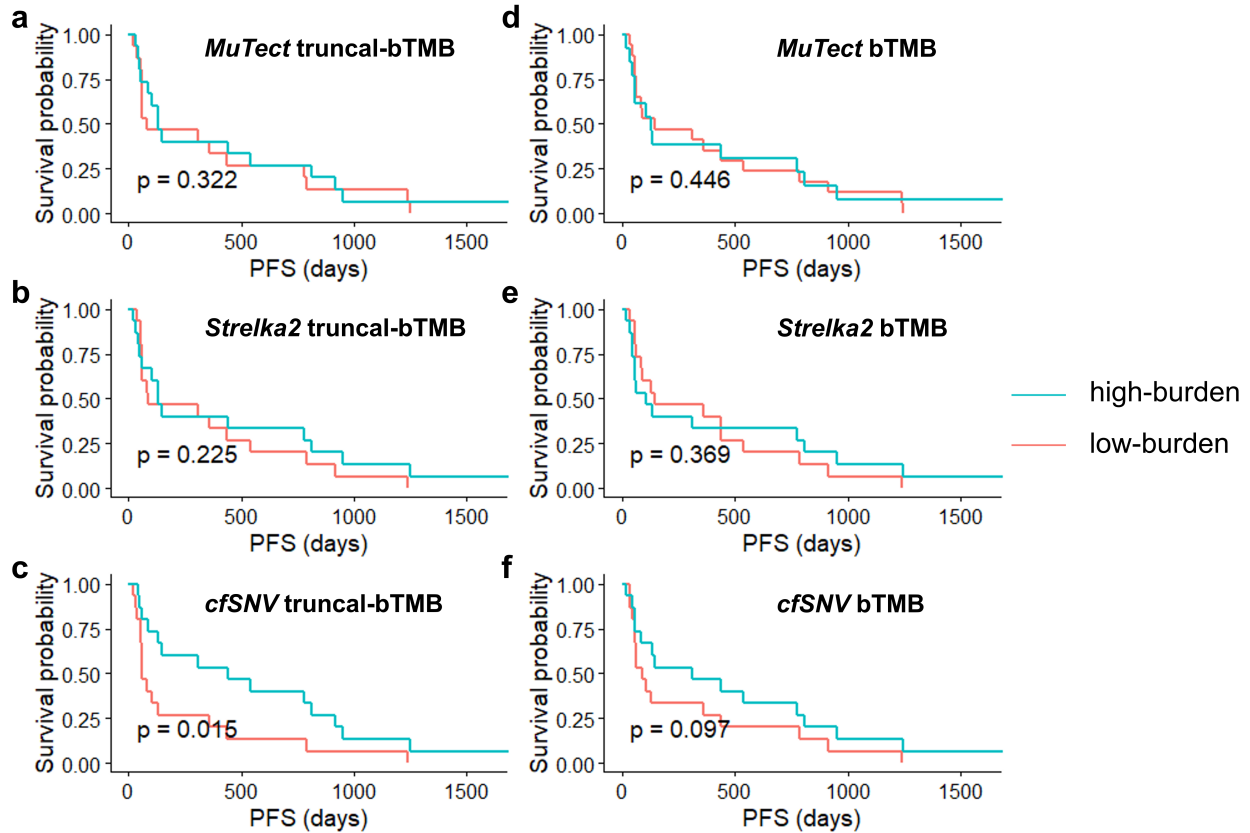 a
MuTect truncal-bTMB
Survival probability
1.00
0.75
0.50
0.25
0.00
p = 0.322
0 500 1000 1500
PFS (days)
d
MuTect bTMB
Survival probability
1.00
0.75
0.50
0.25
0.00
p = 0.446
0 500 1000 1500
PFS (days)
b
Strelka2 truncal-bTMB
Survival probability
1.00
0.75
0.50
0.25
0.00
p = 0.225
0 500 1000 1500
PFS (days)
e
Strelka2 bTMB
Survival probability
1.00
0.75
0.50
0.25
0.00
p = 0.369
0 500 1000 1500
PFS (days)
high-burden
low-burden
c
cfSNV truncal-bTMB
Survival probability
1.00
0.75
0.50
0.25
0.00
p = 0.015
0 500 1000 1500
PFS (days)
f
cfSNV bTMB
Survival probability
1.00
0.75
0.50
0.25
0.00
p = 0.097
0 500 1000 1500
PFS (days)